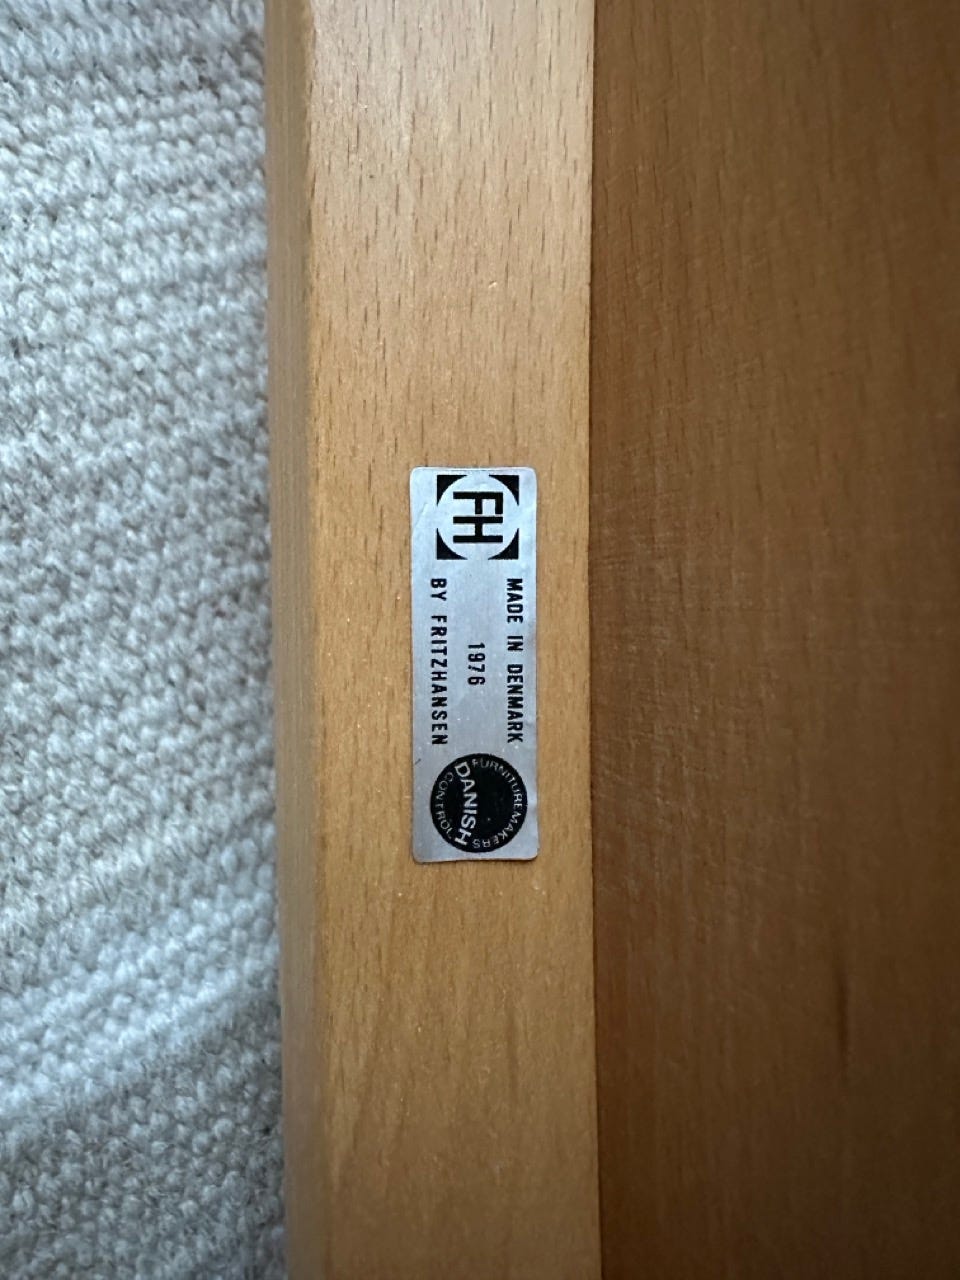 FH
MADE IN DENMARK
1976
BY FRITZHANSEN
FURNITUREMAKERS
DANISH
CONTROL